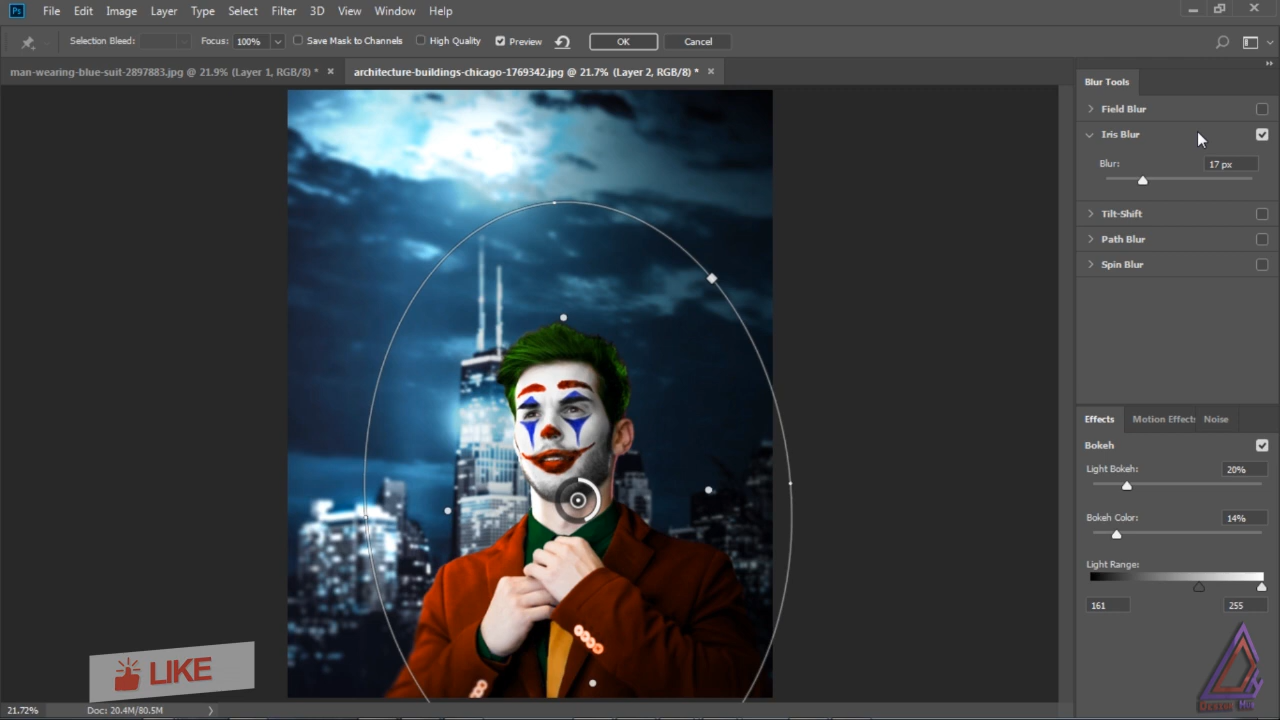 Ps File Edit Image Layer Type Select Filter 3D View Window Help
Selection Bleed: Focus: 100% Save Mask to Channels High Quality Preview OK Cancel
man-wearing-blue-suit-2897883.jpg @ 21.9% (Layer 1, RGB/8) * × architecture-buildings-chicago-1769342.jpg @ 21.7% (Layer 2, RGB/8) * ×
Blur Tools
Field Blur
Iris Blur
Blur: 17 px
Tilt-Shift
Path Blur
Spin Blur
Effects Motion Effects Noise
Bokeh
Light Bokeh: 20%
Bokeh Color: 14%
Light Range:
161 255
LIKE
21.72% Doc: 20.4M/80.5M